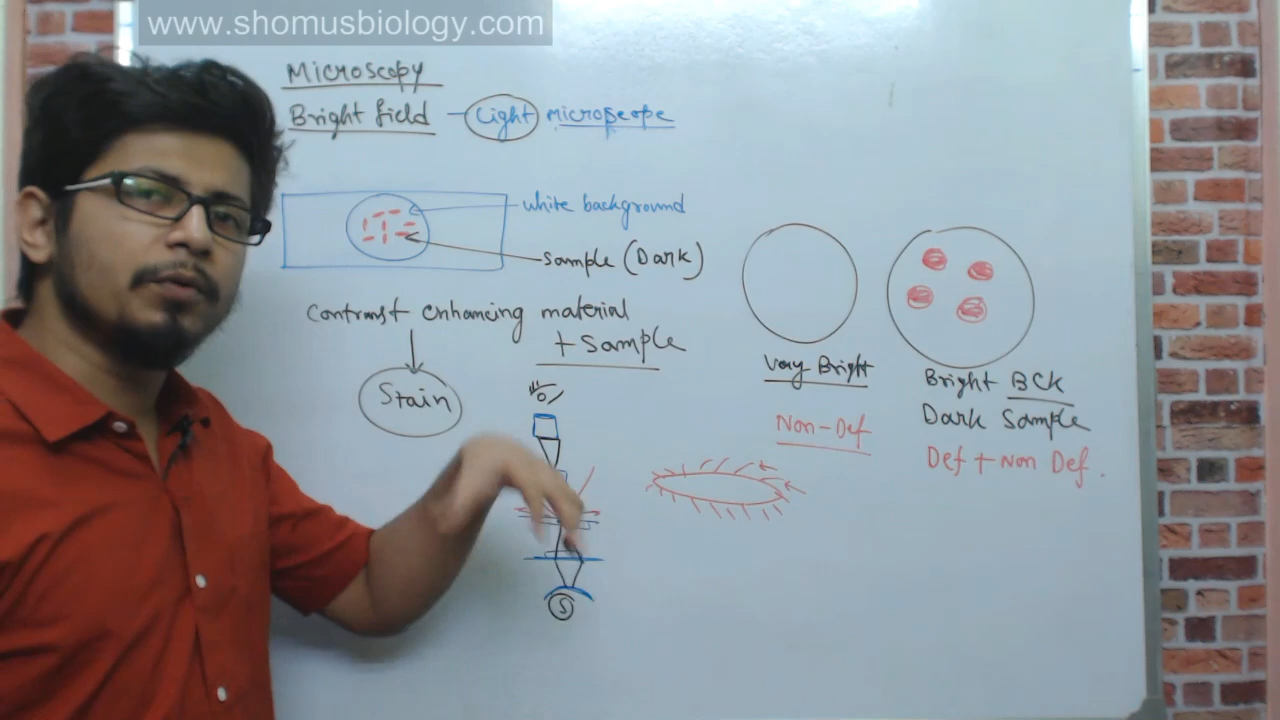 www.shomusbiology.com
Microscopy
Bright field - Light microscope
white background
sample (Dark)
Contrast enhancing material
+ Sample
Stain
Very Bright
Non-Def
Bright BCK
Dark Sample
Def + Non Def.
S